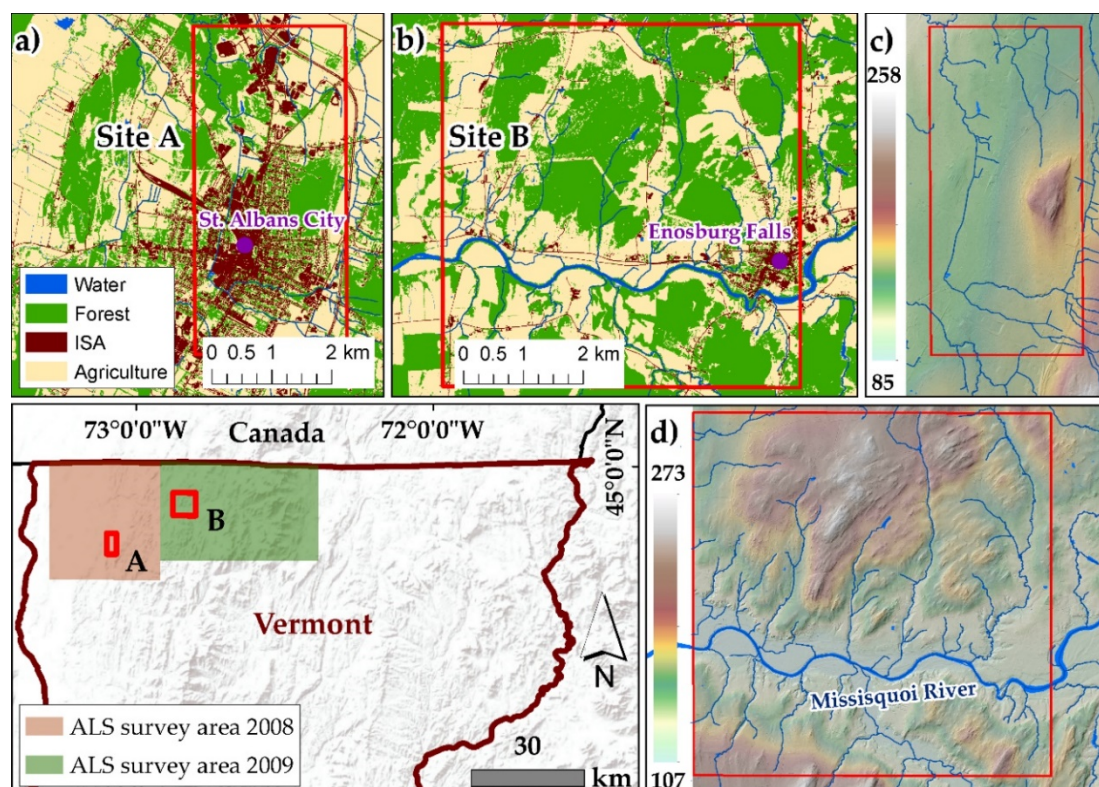 a)
Site A
St. Albans City
Water
Forest
ISA
Agriculture
0 0.5 1 2 km
b)
Site B
Enosburg Falls
0 0.5 1 2 km
c)
258
85
73°0'0"W
Canada
72°0'0"W
45°0'0"N
B
A
Vermont
N
ALS survey area 2008
ALS survey area 2009
30
km
d)
273
107
Missisquoi River